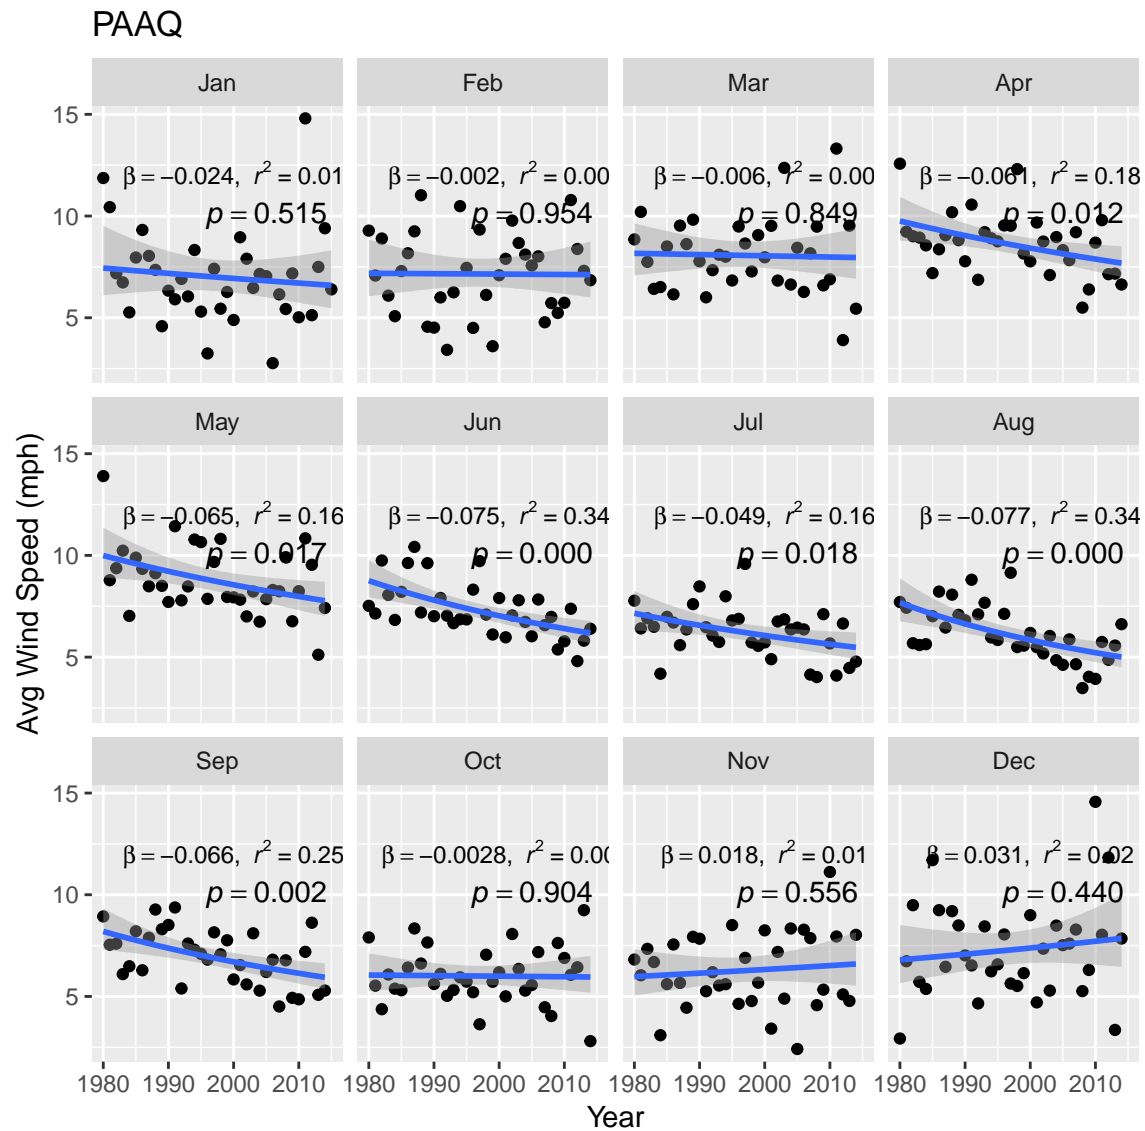 PAAQ
Jan Feb Mar Apr
15
β = −0.024, r² = 0.01 β = −0.002, r² = 0.00 β = −0.006, r² = 0.00 β = −0.061, r² = 0.18
10
p = 0.515 p = 0.954 p = 0.849 p = 0.012
5
May Jun Jul Aug
15
β = −0.065, r² = 0.16 β = −0.075, r² = 0.34 β = −0.049, r² = 0.16 β = −0.077, r² = 0.34
10
p = 0.017 p = 0.000 p = 0.018 p = 0.000
5
Avg Wind Speed (mph)
Sep Oct Nov Dec
15
β = −0.066, r² = 0.25 β = −0.0028, r² = 0.00 β = 0.018, r² = 0.01 β = 0.031, r² = 0.02
10
p = 0.002 p = 0.904 p = 0.556 p = 0.440
5
1980 1990 2000 2010 1980 1990 2000 2010 1980 1990 2000 2010 1980 1990 2000 2010
Year